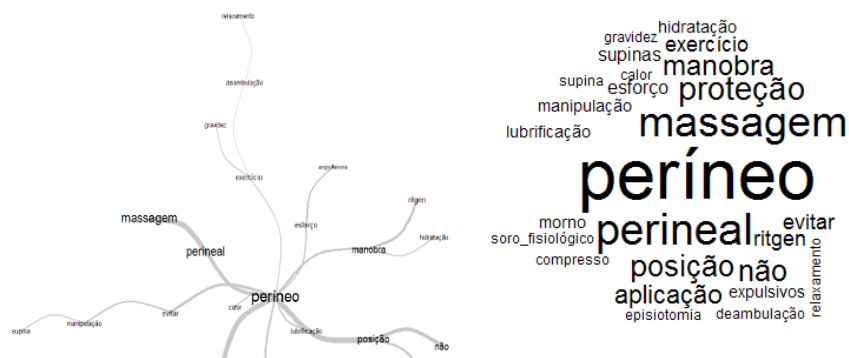 relaxamento
deambulação
gravidez
exercício
expulsivos
ritgen
massagem
esforço
hidratação
perineal
manobra
períneo
calor
evitar
manipulação
supina
lubrificação
posição
não
hidratação
gravidez
exercício
supinas
manobra
calor
supina
esforço
proteção
manipulação
massagem
lubrificação
períneo
morno
evitar
soro_fisiológico
perineal
ritgen
compresso
posição
não
relaxamento
aplicação
expulsivos
episiotomia
deambulação